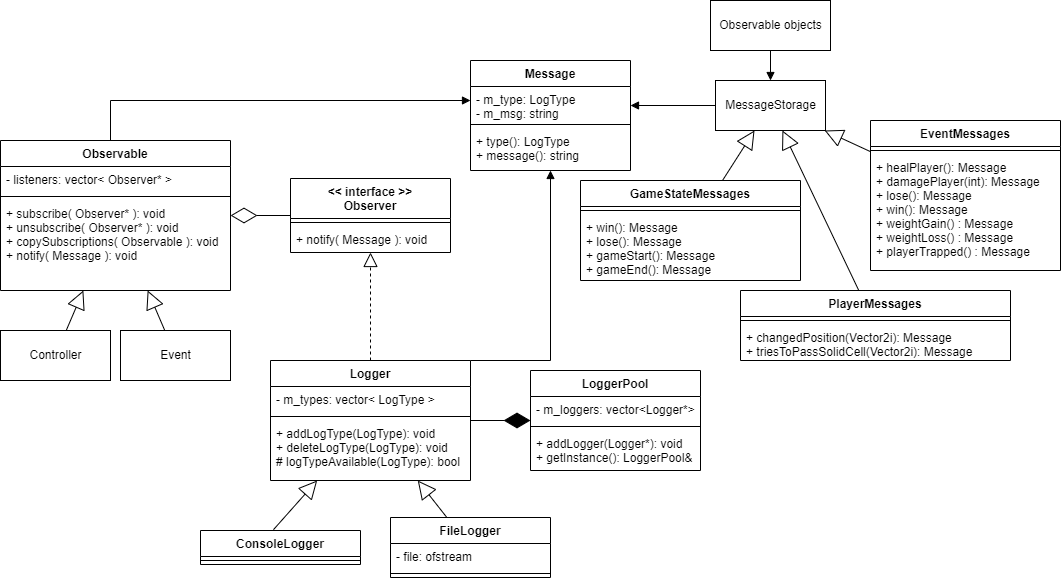 Observable objects
Message
- m_type: LogType
- m_msg: string
+ type(): LogType
+ message(): string
MessageStorage
Observable
- listeners: vector< Observer* >
+ subscribe( Observer* ): void
+ unsubscribe( Observer* ): void
+ copySubscriptions( Observable ): void
+ notify( Message ): void
<< interface >>
Observer
+ notify( Message ): void
GameStateMessages
+ win(): Message
+ lose(): Message
+ gameStart(): Message
+ gameEnd(): Message
EventMessages
+ healPlayer(): Message
+ damagePlayer(int): Message
+ lose(): Message
+ win(): Message
+ weightGain() : Message
+ weightLoss() : Message
+ playerTrapped() : Message
PlayerMessages
+ changedPosition(Vector2i): Message
+ triesToPassSolidCell(Vector2i): Message
Controller
Event
Logger
- m_types: vector< LogType >
+ addLogType(LogType): void
+ deleteLogType(LogType): void
# logTypeAvailable(LogType): bool
LoggerPool
- m_loggers: vector<Logger*>
+ addLogger(Logger*): void
+ getInstance(): LoggerPool&
ConsoleLogger
FileLogger
- file: ofstream